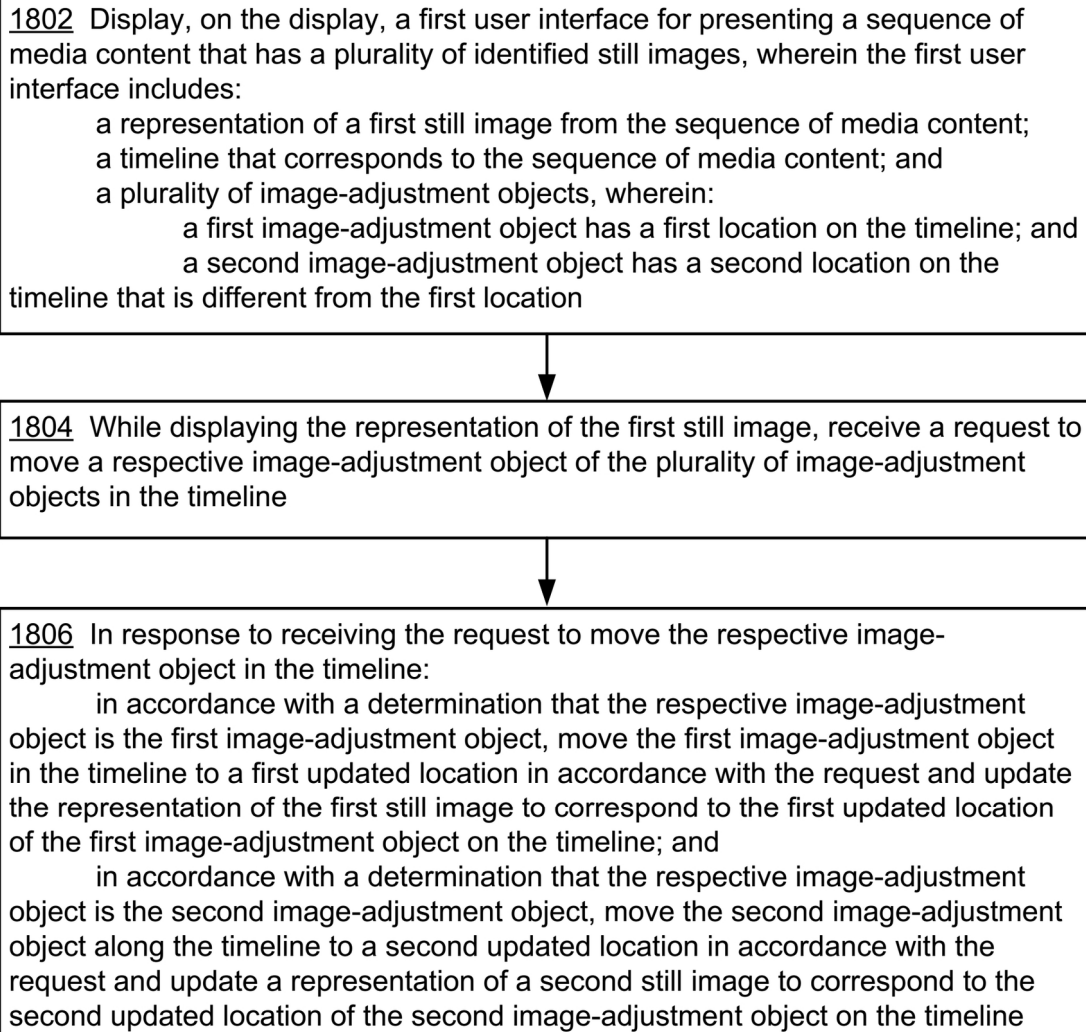 1802 Display, on the display, a first user interface for presenting a sequence of
media content that has a plurality of identified still images, wherein the first user
interface includes:
a representation of a first still image from the sequence of media content;
a timeline that corresponds to the sequence of media content; and
a plurality of image-adjustment objects, wherein:
a first image-adjustment object has a first location on the timeline; and
a second image-adjustment object has a second location on the
timeline that is different from the first location
1804 While displaying the representation of the first still image, receive a request to
move a respective image-adjustment object of the plurality of image-adjustment
objects in the timeline
1806 In response to receiving the request to move the respective image-
adjustment object in the timeline:
in accordance with a determination that the respective image-adjustment
object is the first image-adjustment object, move the first image-adjustment object
in the timeline to a first updated location in accordance with the request and update
the representation of the first still image to correspond to the first updated location
of the first image-adjustment object on the timeline; and
in accordance with a determination that the respective image-adjustment
object is the second image-adjustment object, move the second image-adjustment
object along the timeline to a second updated location in accordance with the
request and update a representation of a second still image to correspond to the
second updated location of the second image-adjustment object on the timeline